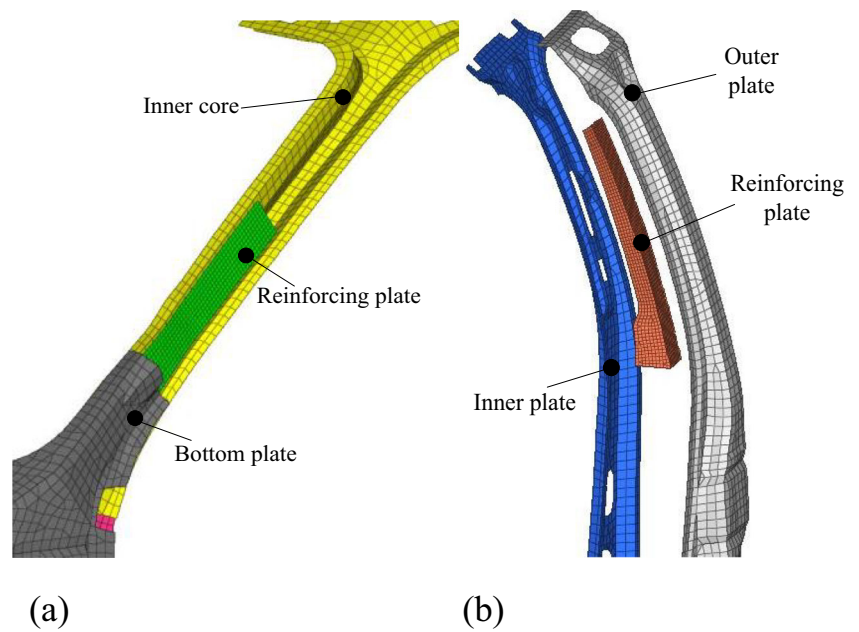 Inner core
Reinforcing plate
Bottom plate
(a)
Outer
plate
Reinforcing
plate
Inner plate
(b)